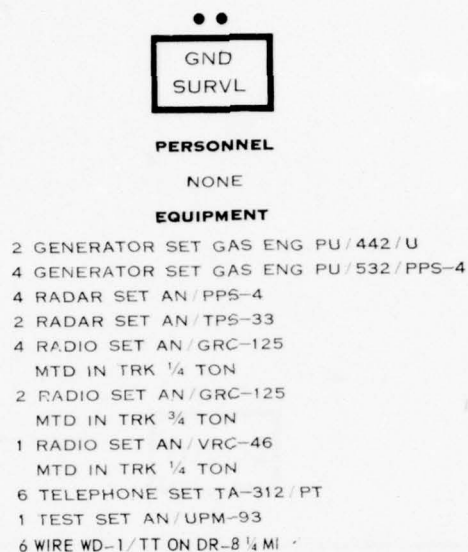 GND
SURVL
PERSONNEL
NONE
EQUIPMENT
2 GENERATOR SET GAS ENG PU/442/U
4 GENERATOR SET GAS ENG PU/532/PPS-4
4 RADAR SET AN/PPS-4
2 RADAR SET AN/TPS-33
4 RADIO SET AN/GRC-125
MTD IN TRK ¼ TON
2 RADIO SET AN/GRC-125
MTD IN TRK ¾ TON
1 RADIO SET AN/VRC-46
MTD IN TRK ¼ TON
6 TELEPHONE SET TA-312/PT
1 TEST SET AN/UPM-93
6 WIRE WD-1/TT ON DR-8 ¼ MI